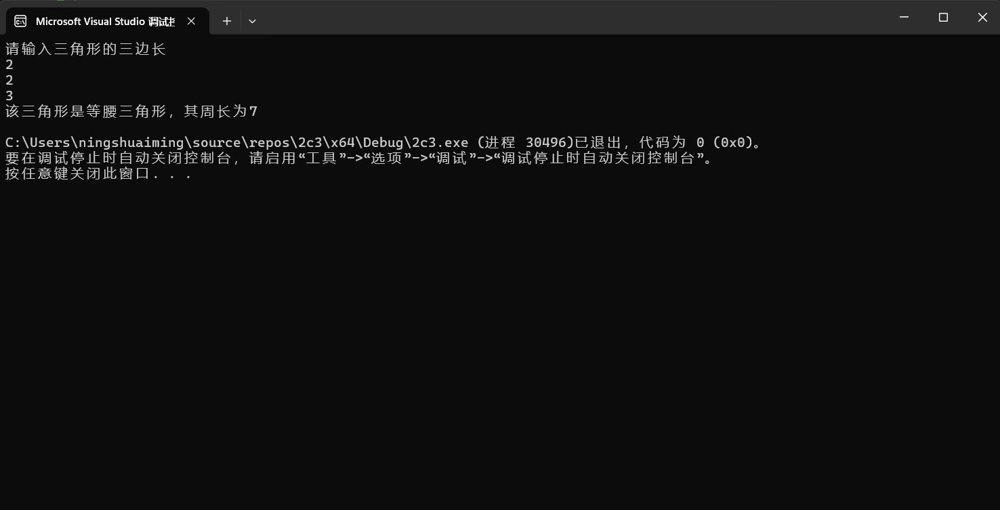 Microsoft Visual Studio 调试
请输入三角形的三边长
2
2
3
该三角形是等腰三角形，其周长为7
C:\Users\ningshuaiming\source\repos\2c3\x64\Debug\2c3.exe (进程 30496)已退出，代码为 0 (0x0)。
要在调试停止时自动关闭控制台，请启用“工具”->“选项”->“调试”->“调试停止时自动关闭控制台”。
按任意键关闭此窗口. . .